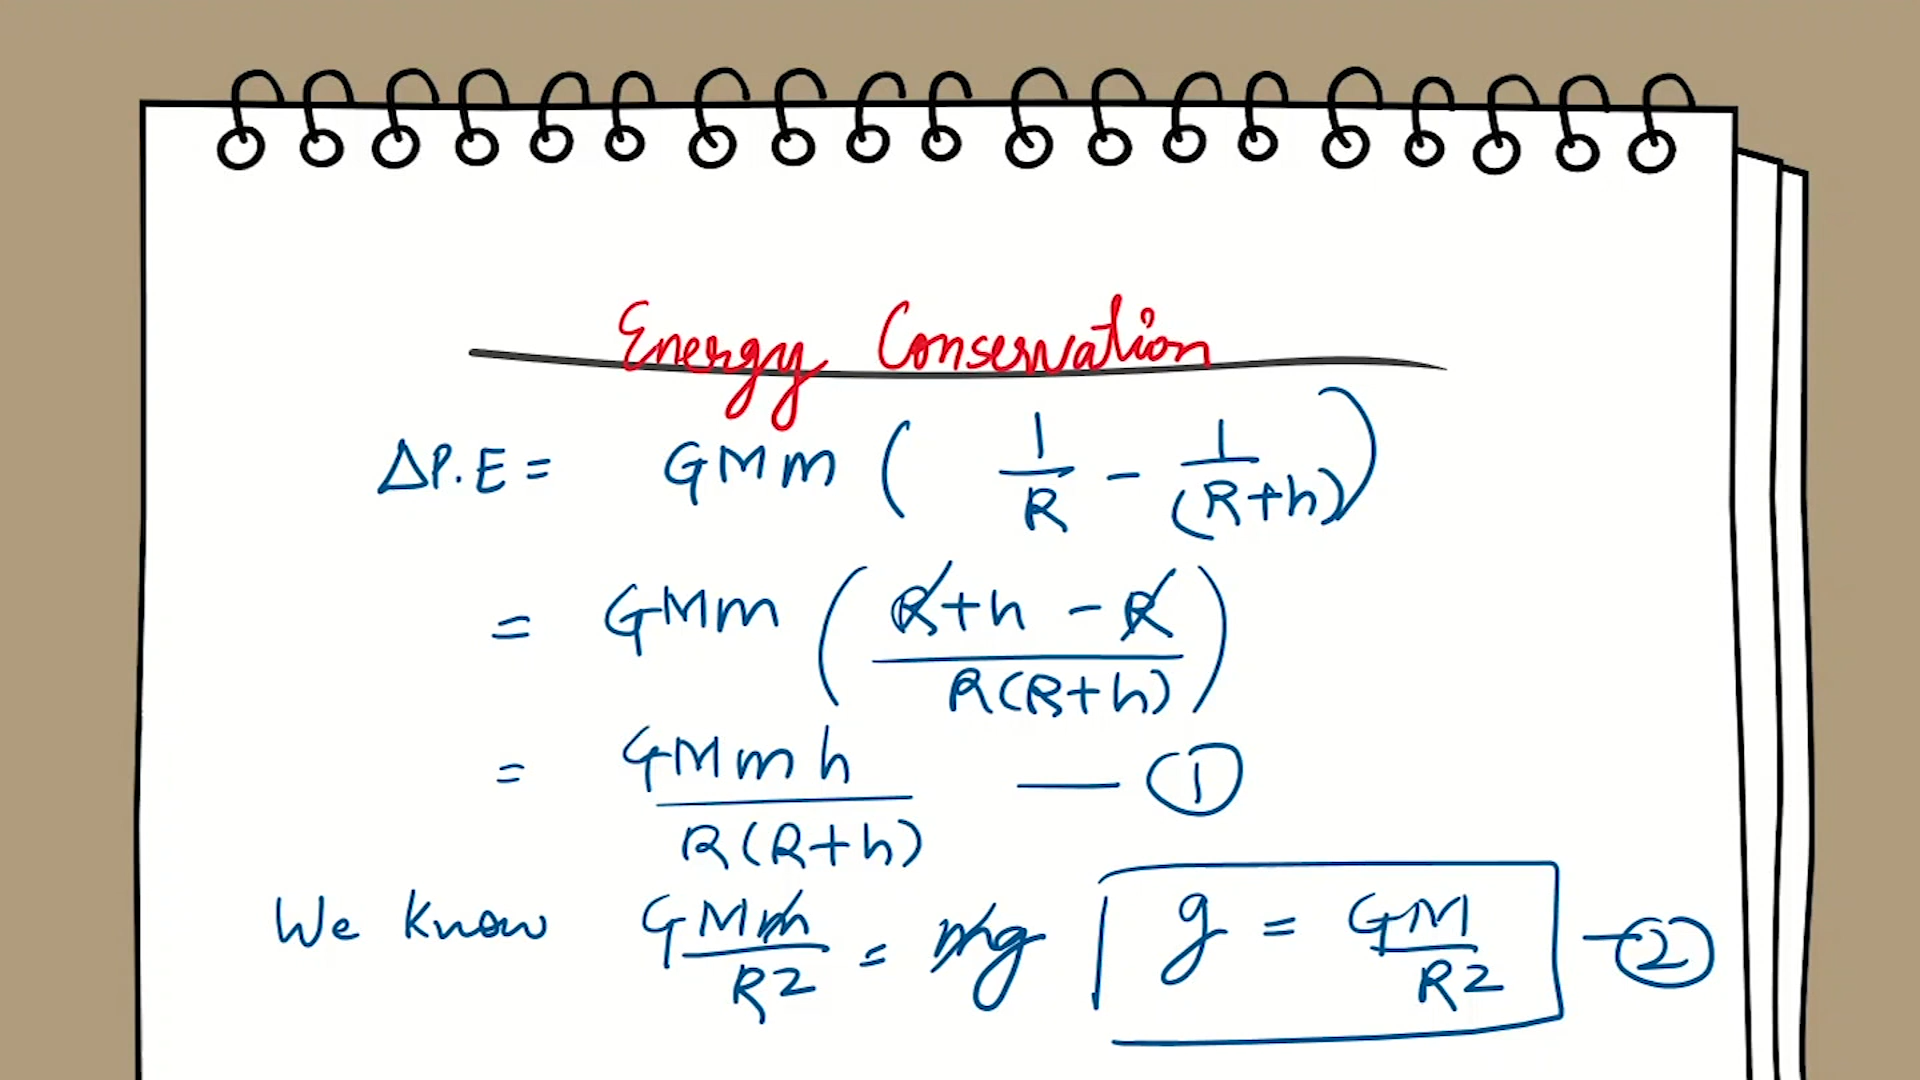 Energy Conservation
ΔP.E = GMm ( 1/R - 1/(R+h) )
= GMm ( R+h - R / R(R+h) )
= GMmh / R(R+h) — ①
We know GMm/R2 = mg | g = GM/R2 — ②